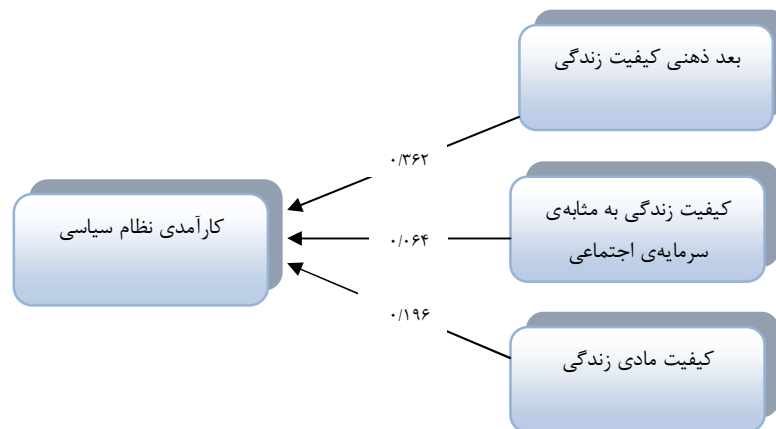 بعد ذهنی کیفیت زندگی
۰/۳۶۲
کیفیت زندگی به مثابه‌ی
سرمایه‌ی اجتماعی
کارآمدی نظام سیاسی
۰/۰۶۴
۰/۱۹۶
کیفیت مادی زندگی